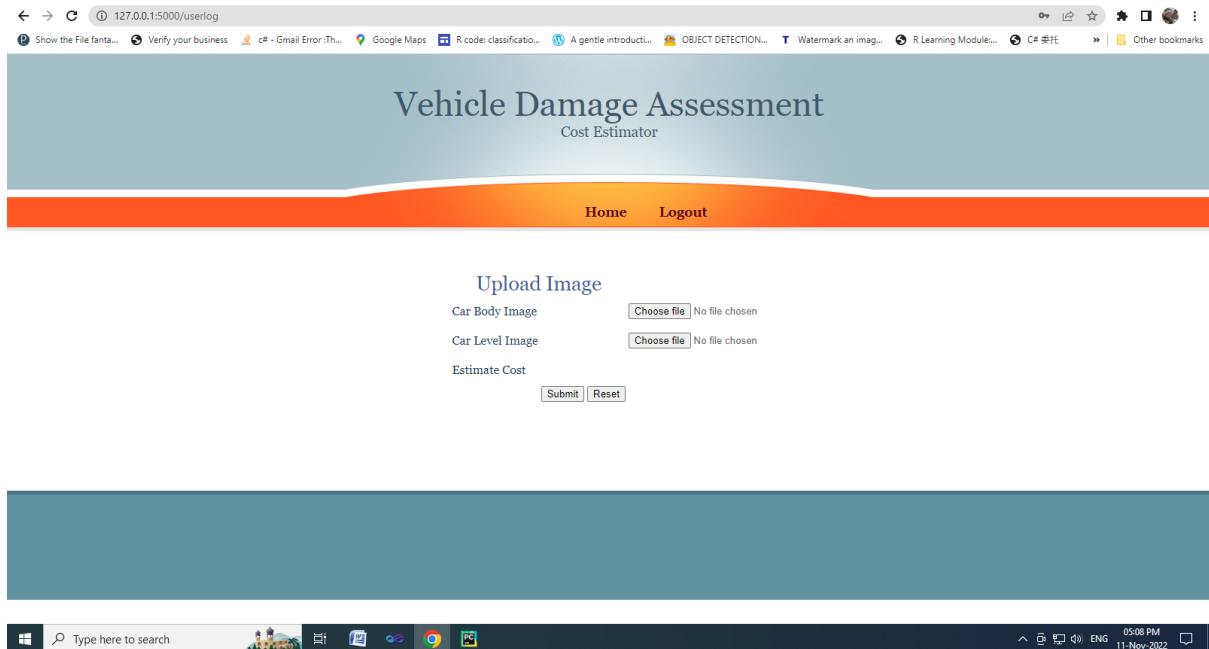 127.0.0.1:5000/userlog
Show the File fanta... Verify your business c# - Gmail Error :Th... Google Maps R code: classificatio... A gentle introducti... OBJECT DETECTION... T Watermark an imag... R Learning Module:... C# 委托 » Other bookmarks
Vehicle Damage Assessment
Cost Estimator
Home Logout
Upload Image
Car Body Image Choose file No file chosen
Car Level Image Choose file No file chosen
Estimate Cost
Submit Reset
Type here to search PC ENG 05:08 PM
11-Nov-2022